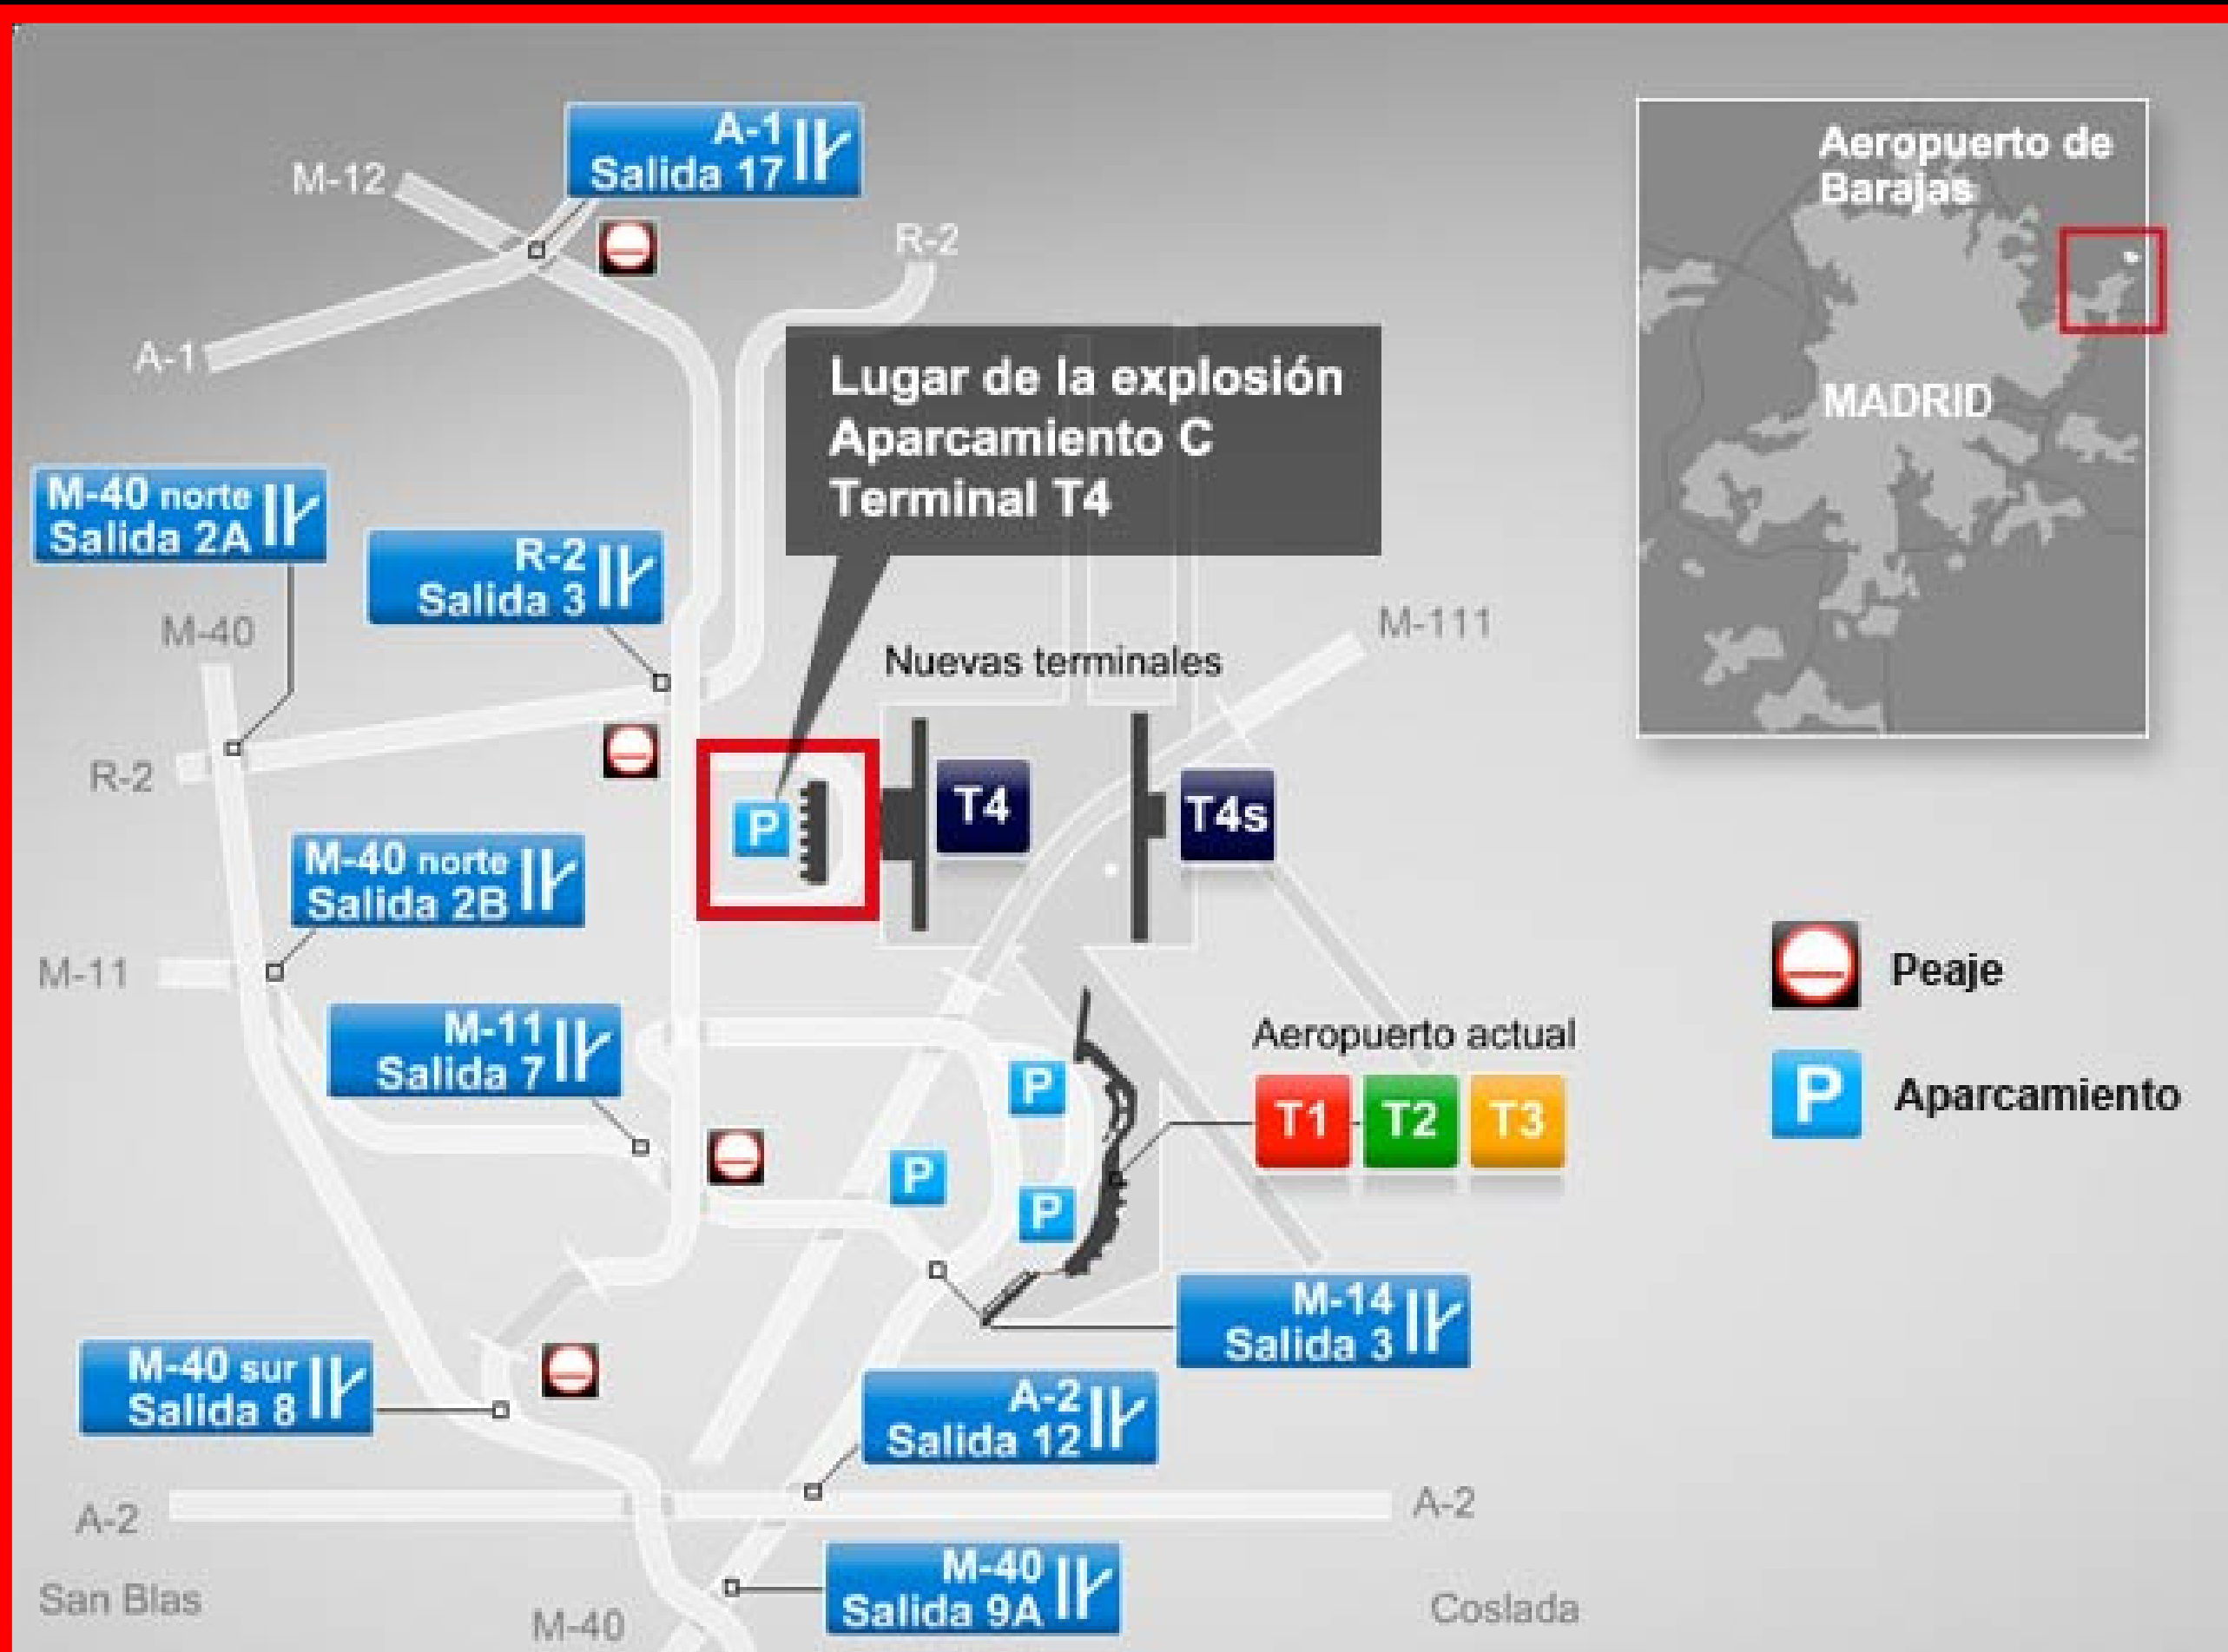 A-1
Salida 17
M-12
R-2
A-1
Aeropuerto de
Barajas
MADRID
Lugar de la explosión
Aparcamiento C
Terminal T4
M-40 norte
Salida 2A
R-2
Salida 3
M-40
M-111
Nuevas terminales
R-2
P
T4
T4s
M-40 norte
Salida 2B
M-11
Peaje
M-11
Salida 7
Aeropuerto actual
P
P
P
T1
T2
T3
P
Aparcamiento
M-14
Salida 3
M-40 sur
Salida 8
A-2
Salida 12
A-2
A-2
San Blas
M-40
M-40
Salida 9A
Coslada